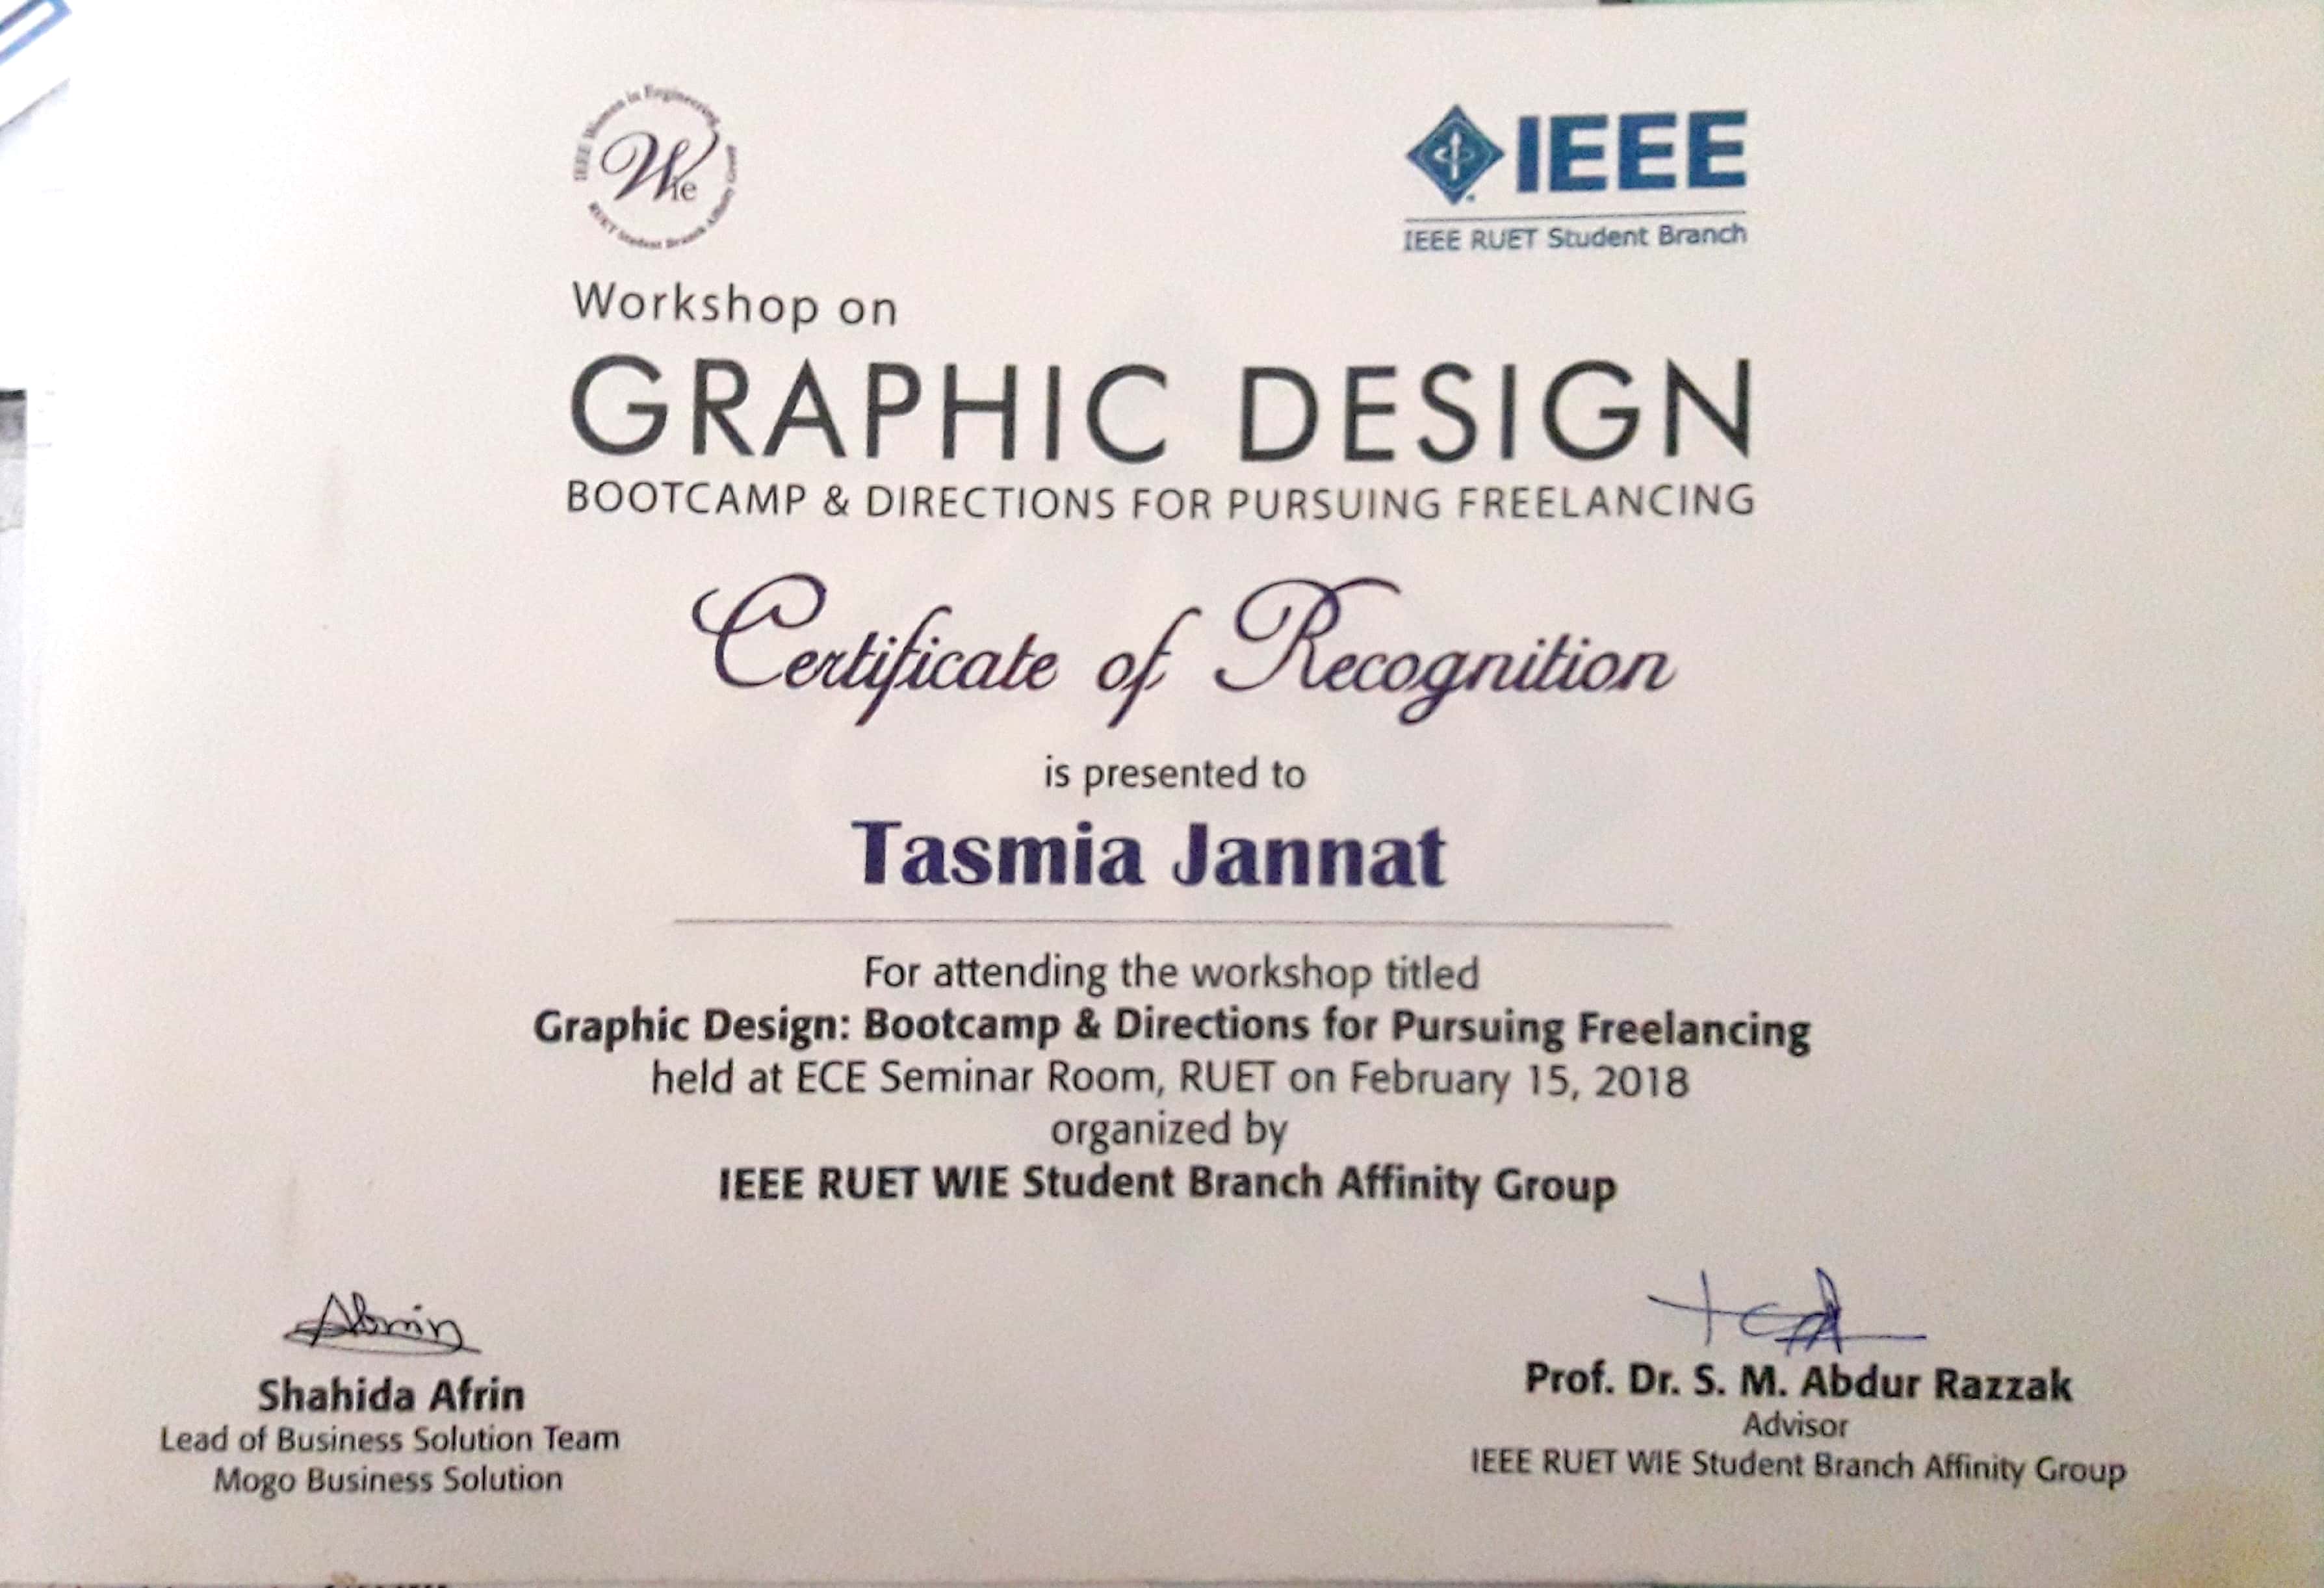 IEEE Women in Engineering
RUET Student Branch Affinity Group
Wie
IEEE
IEEE RUET Student Branch
Workshop on
GRAPHIC DESIGN
BOOTCAMP & DIRECTIONS FOR PURSUING FREELANCING
Certificate of Recognition
is presented to
Tasmia Jannat
For attending the workshop titled
Graphic Design: Bootcamp & Directions for Pursuing Freelancing
held at ECE Seminar Room, RUET on February 15, 2018
organized by
IEEE RUET WIE Student Branch Affinity Group
Shahida Afrin
Lead of Business Solution Team
Mogo Business Solution
Prof. Dr. S. M. Abdur Razzak
Advisor
IEEE RUET WIE Student Branch Affinity Group